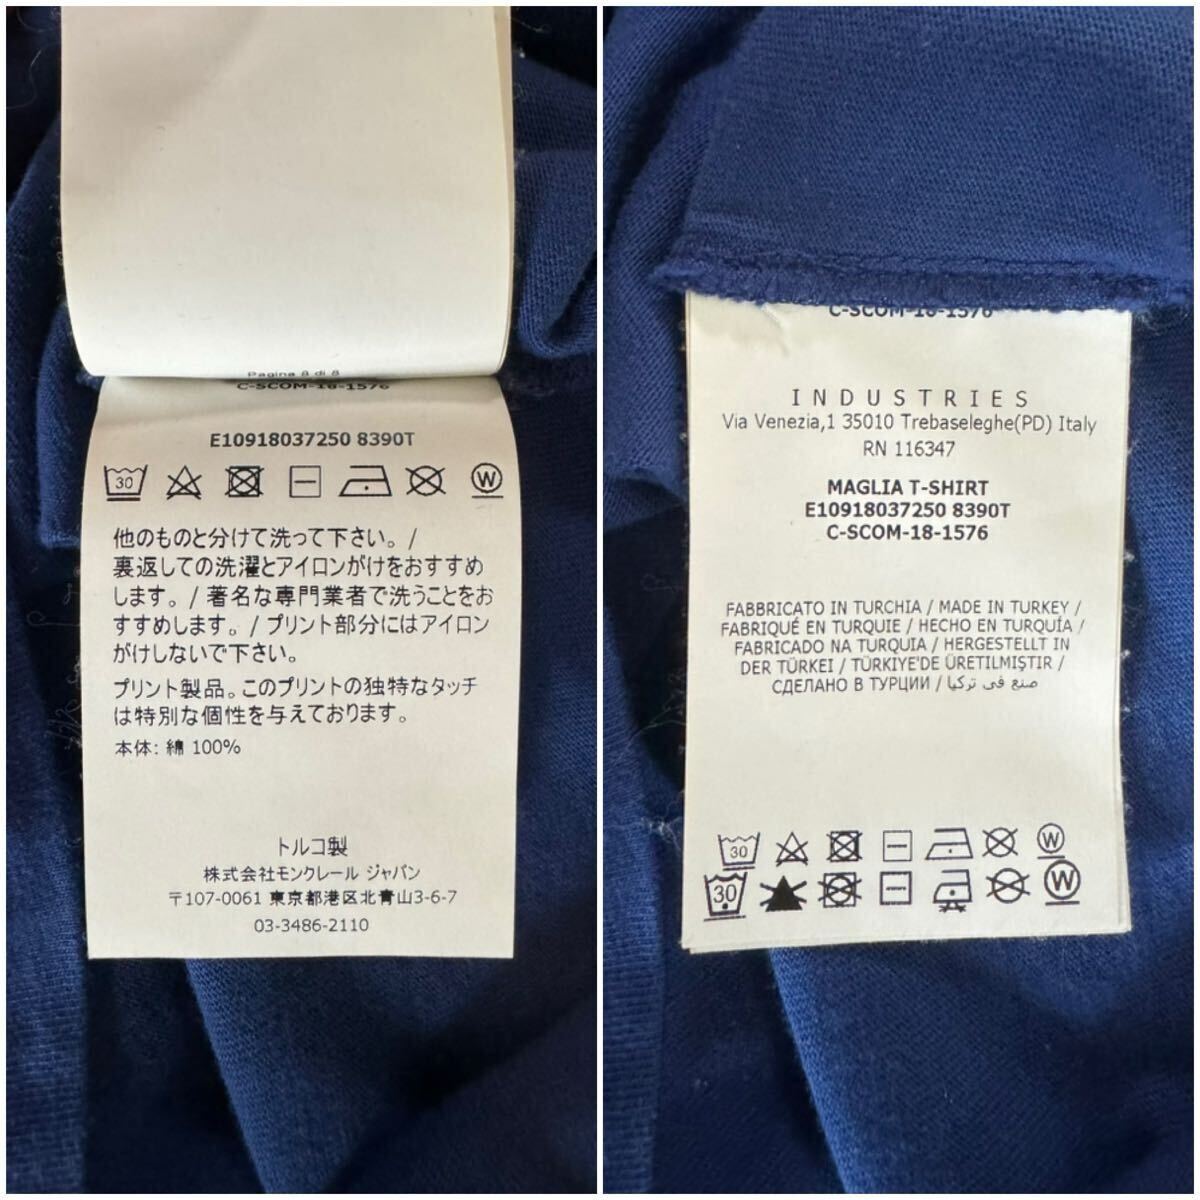 Pagina 8 di 8
C-SCOM-18-1576
E10918037250 8390T
30
W
他のものと分けて洗って下さい。/
裏返しての洗濯とアイロンがけをおすすめ
します。/ 著名な専門業者で洗うことをお
すすめします。/ プリント部分にはアイロン
がけしないで下さい。
プリント製品。このプリントの独特なタッチ
は特別な個性を与えております。
本体: 綿 100%
トルコ製
株式会社モンクレール ジャパン
〒107-0061 東京都港区北青山3-6-7
03-3486-2110
C-SCOM-18-1576
INDUSTRIES
Via Venezia,1 35010 Trebaseleghe(PD) Italy
RN 116347
MAGLIA T-SHIRT
E10918037250 8390T
C-SCOM-18-1576
FABBRICATO IN TURCHIA / MADE IN TURKEY /
FABRIQUÉ EN TURQUIE / HECHO EN TURQUÍA /
FABRICADO NA TURQUIA / HERGESTELLT IN
DER TÜRKEI / TÜRKIYE'DE ÜRETILMIŞTIR /
СДЕЛАНО В ТУРЦИИ / صنع في تركيا
30
W
30
W